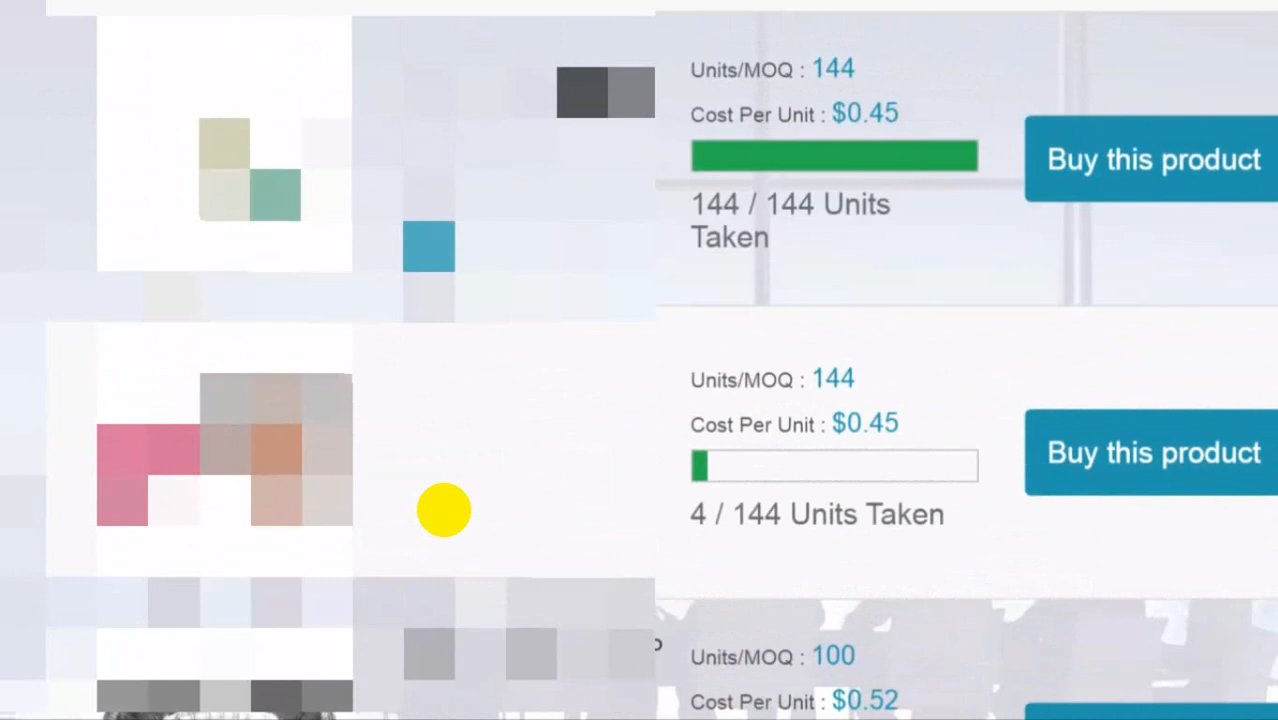 Units/MOQ : 144
Cost Per Unit : $0.45
144 / 144 Units
Taken
Buy this product
Units/MOQ : 144
Cost Per Unit : $0.45
4 / 144 Units Taken
Buy this product
Units/MOQ : 100
Cost Per Unit : $0.52